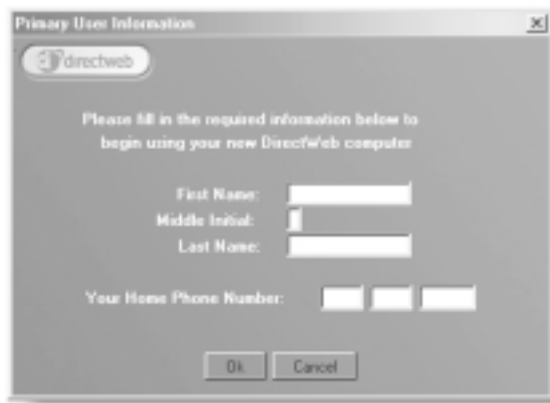 Primary User Information
directweb
Please fill in the required information below to
begin using your new DirectWeb computer
First Name:
Middle Initial:
Last Name:
Your Home Phone Number:
Ok
Cancel